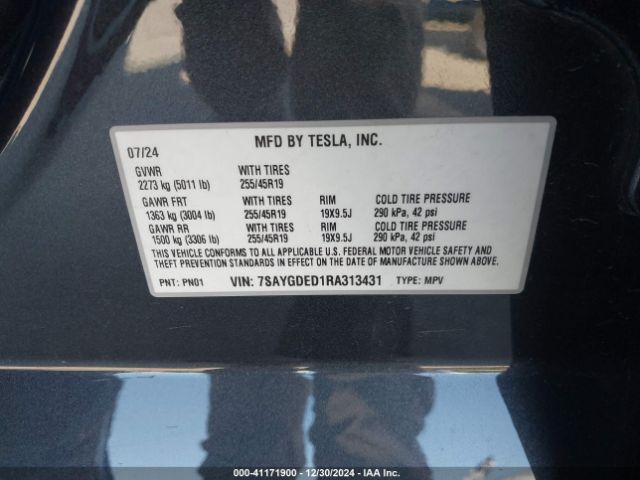 07/24 MFD BY TESLA, INC.
GVWR WITH TIRES
2273 kg (5011 lb) 255/45R19
GAWR FRT WITH TIRES RIM COLD TIRE PRESSURE
1363 kg (3004 lb) 255/45R19 19X9.5J 290 kPa, 42 psi
GAWR RR WITH TIRES RIM COLD TIRE PRESSURE
1500 kg (3306 lb) 255/45R19 19X9.5J 290 kPa, 42 psi
THIS VEHICLE CONFORMS TO ALL APPLICABLE U.S. FEDERAL MOTOR VEHICLE SAFETY AND
THEFT PREVENTION STANDARDS IN EFFECT ON THE DATE OF MANUFACTURE SHOWN ABOVE.
PNT: PN01 VIN: 7SAYGDED1RA313431 TYPE: MPV
000-41171900 • 12/30/2024 • IAA Inc.